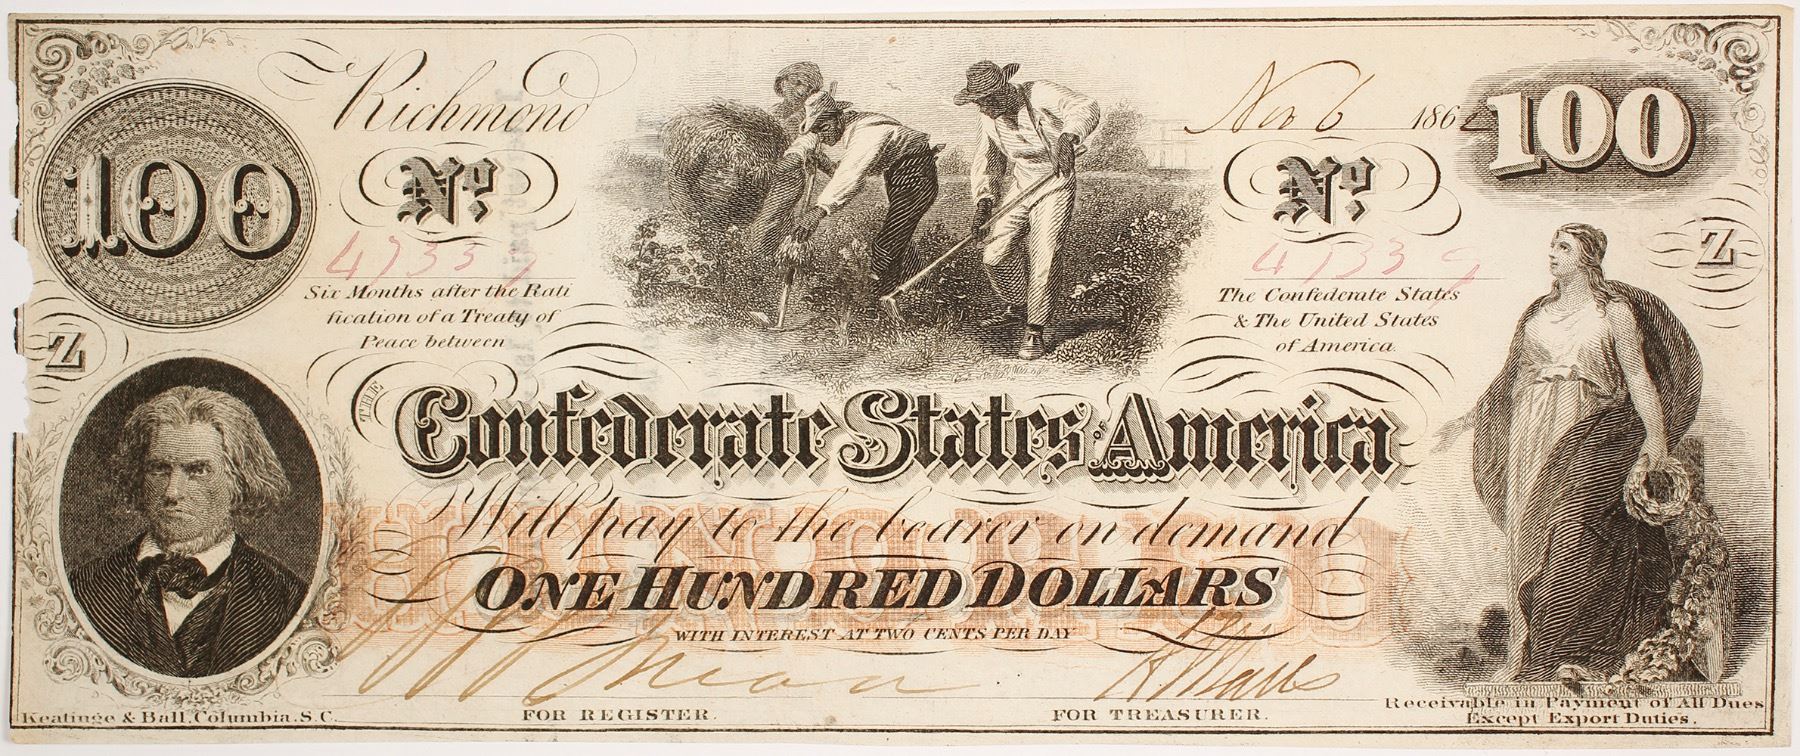 Richmond
Nov 6 1862
100
100
No.
No.
Z
Six Months after the Rati
fication of a Treaty of
Peace between
The Confederate States
& The United States
of America.
Z
THE Confederate States OF America
Will pay to the bearer on demand
HUNDRED
ONE HUNDRED DOLLARS
WITH INTEREST AT TWO CENTS PER DAY
Keatinge & Ball, Columbia, S.C.
FOR REGISTER.
FOR TREASURER.
Receivable in Payment of All Dues
Except Export Duties.